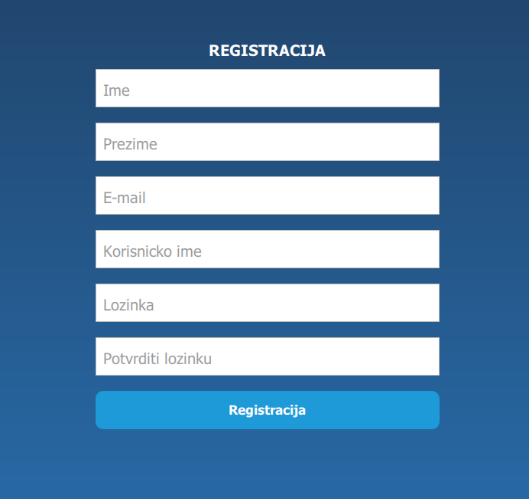 REGISTRACIJA
Ime
Prezime
E-mail
Korisnicko ime
Lozinka
Potvrditi lozinku
Registracija